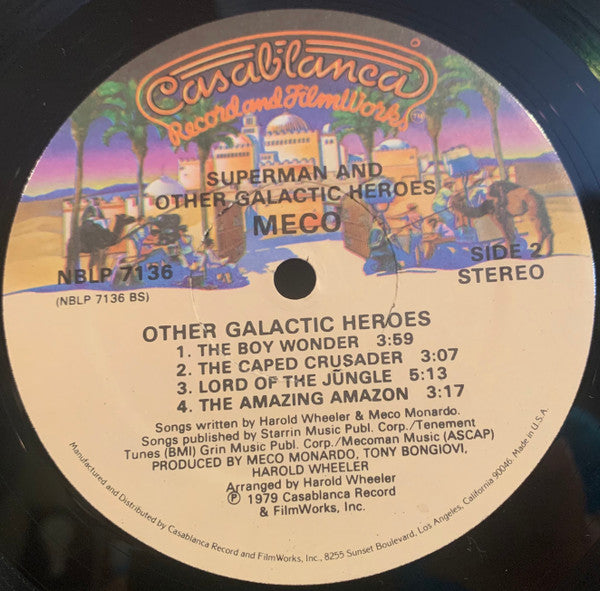 Casablanca
Record and FilmWorks
TM
SUPERMAN AND
OTHER GALACTIC HEROES
MECO
NBLP 7136
(NBLP 7136 BS)
SIDE 2
STEREO
OTHER GALACTIC HEROES
1. THE BOY WONDER 3:59
2. THE CAPED CRUSADER 3:07
3. LORD OF THE JŪNGLE 5:13
4. THE AMAZING AMAZON 3:17
Songs written by Harold Wheeler & Meco Monardo.
Songs published by Starrin Music Publ. Corp./Tenement
Tunes (BMI) Grin Music Publ. Corp./Mecoman Music (ASCAP)
PRODUCED BY MECO MONARDO, TONY BONGIOVI,
HAROLD WHEELER
Arranged by Harold Wheeler
Ⓟ 1979 Casablanca Record
& FilmWorks, Inc.
Manufactured and Distributed by Casablanca Record and FilmWorks, Inc., 8255 Sunset Boulevard, Los Angeles, California 90046. Made in U.S.A.